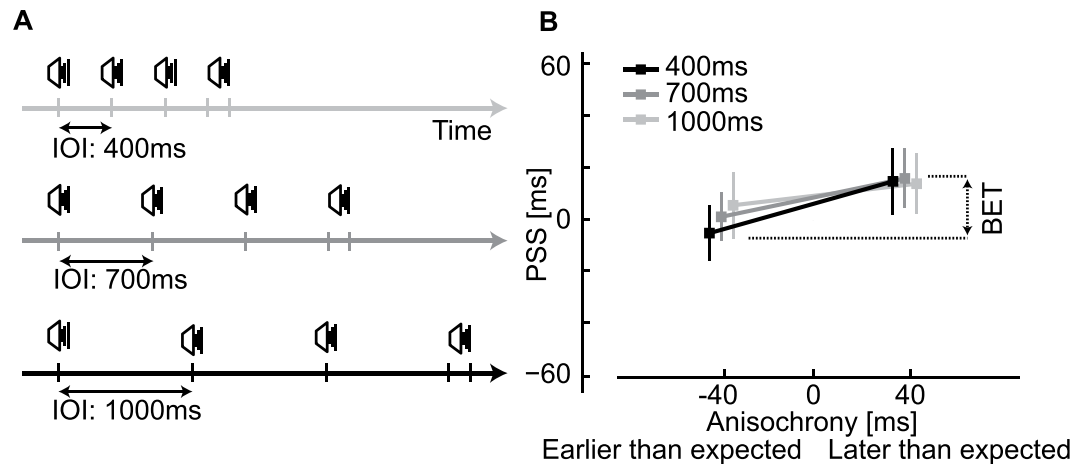 A
Time
IOI: 400ms
IOI: 700ms
IOI: 1000ms
B
60
400ms
700ms
1000ms
PSS [ms]
0
BET
−60
-40 0 40
Anisochrony [ms]
Earlier than expected Later than expected